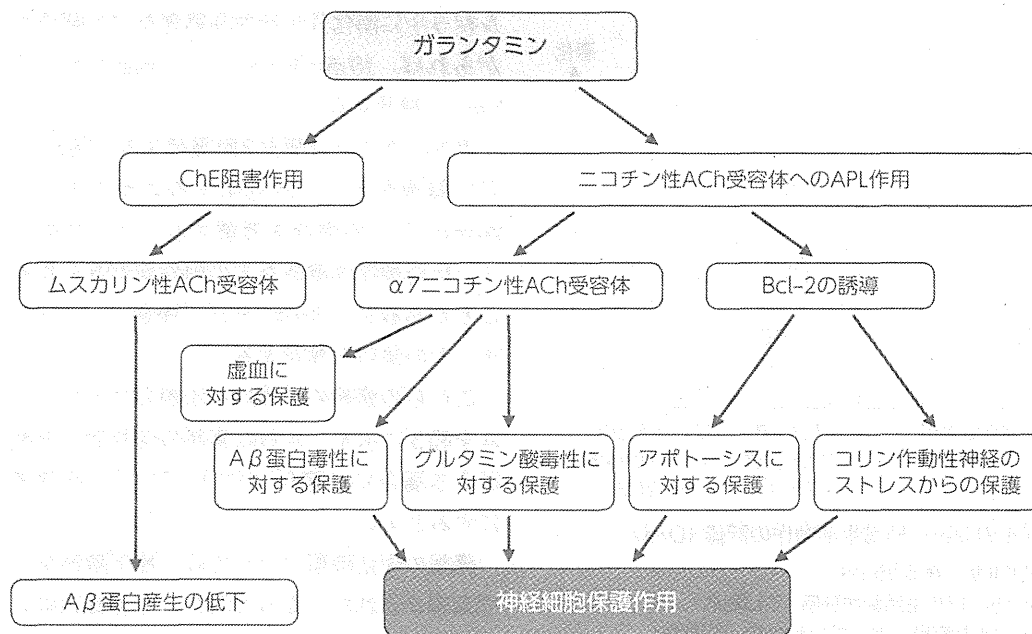 ガランタミン
ChE阻害作用
ニコチン性ACh受容体へのAPL作用
ムスカリン性ACh受容体
α7ニコチン性ACh受容体
Bcl-2の誘導
虚血に
対する保護
Aβ蛋白毒性に
対する保護
グルタミン酸毒性に
対する保護
アポトーシスに
対する保護
コリン作動性神経の
ストレスからの保護
Aβ蛋白産生の低下
神経細胞保護作用